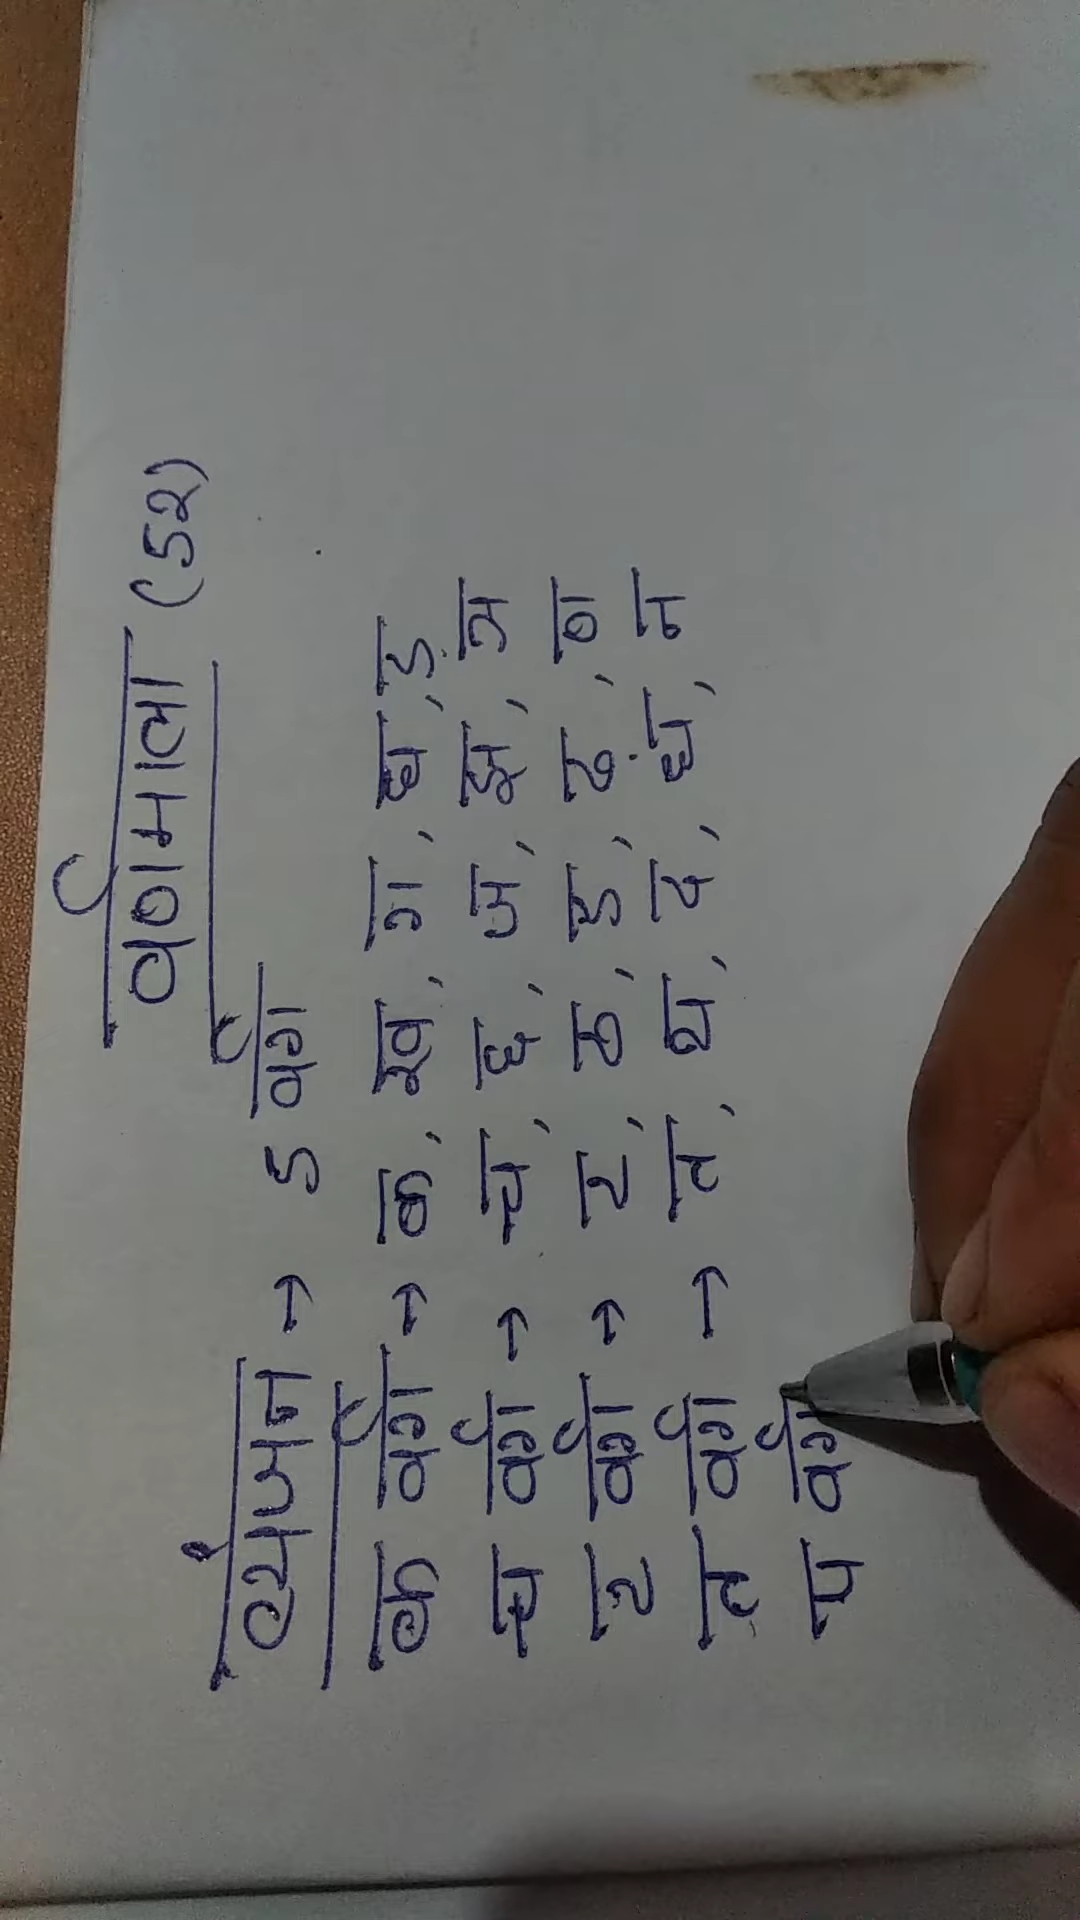 वर्णमाला (52)
व्यंजन → 5 वर्ग
क वर्ग → क, ख, ग, घ, ङ
च वर्ग → च, छ, ज, झ, ञ
ट वर्ग → ट, ठ, ड, ढ, ण
त वर्ग → त, थ, द, ध, न
प वर्ग